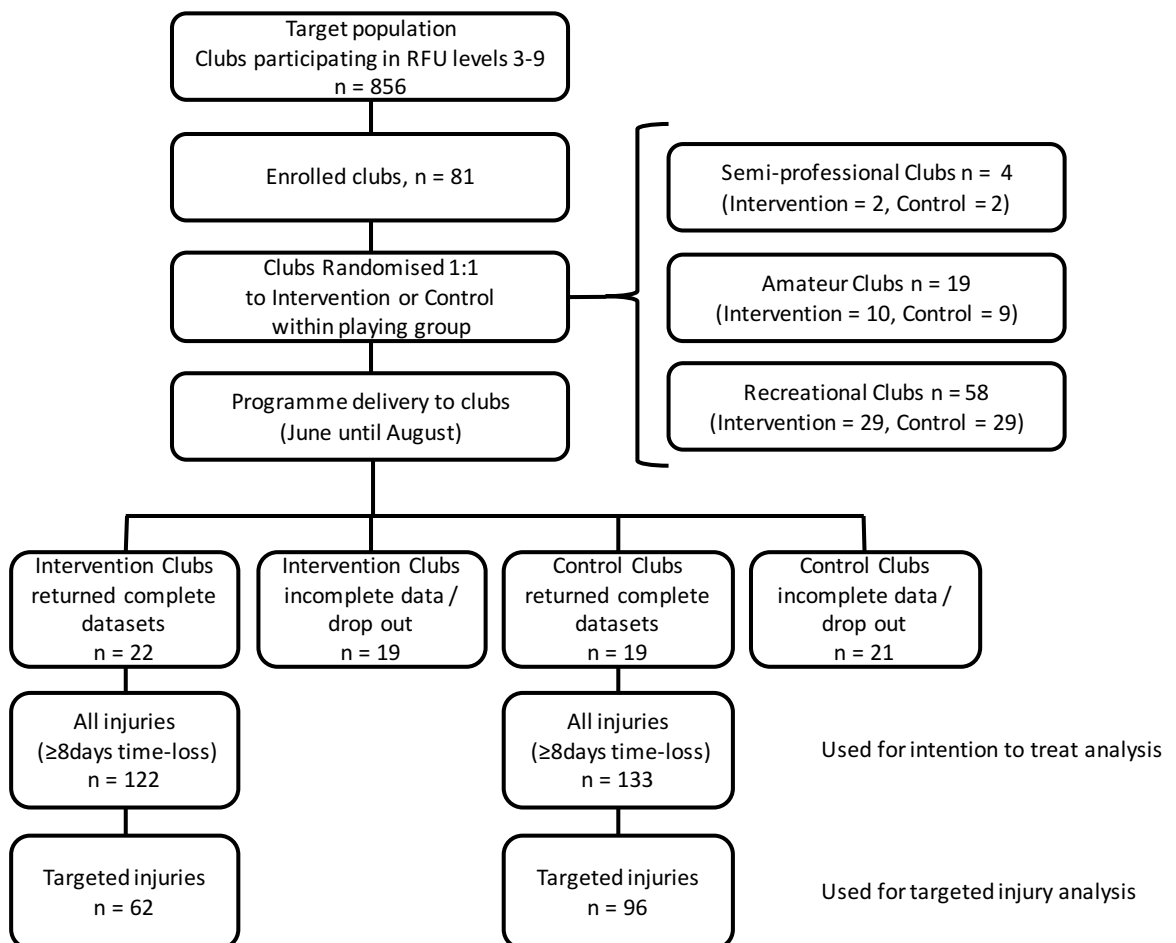 Target population
Clubs participating in RFU levels 3-9
n = 856
Enrolled clubs, n = 81
Clubs Randomised 1:1
to Intervention or Control
within playing group
Semi-professional Clubs n = 4
(Intervention = 2, Control = 2)
Amateur Clubs n = 19
(Intervention = 10, Control = 9)
Recreational Clubs n = 58
(Intervention = 29, Control = 29)
Programme delivery to clubs
(June until August)
Intervention Clubs
returned complete
datasets
n = 22
Intervention Clubs
incomplete data /
drop out
n = 19
Control Clubs
returned complete
datasets
n = 19
Control Clubs
incomplete data /
drop out
n = 21
All injuries
(≥8days time-loss)
n = 122
All injuries
(≥8days time-loss)
n = 133
Used for intention to treat analysis
Targeted injuries
n = 62
Targeted injuries
n = 96
Used for targeted injury analysis